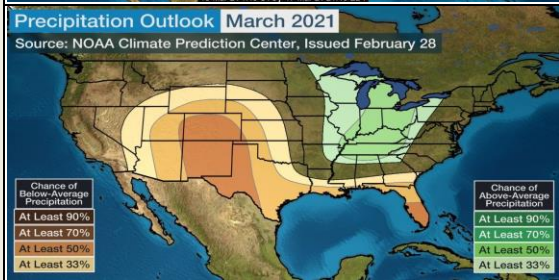 Precipitation Outlook March 2021
Source: NOAA Climate Prediction Center, Issued February 28
Chance of
Below-Average
Precipitation
At Least 90%
At Least 70%
At Least 50%
At Least 33%
Chance of
Above-Average
Precipitation
At Least 90%
At Least 70%
At Least 50%
At Least 33%